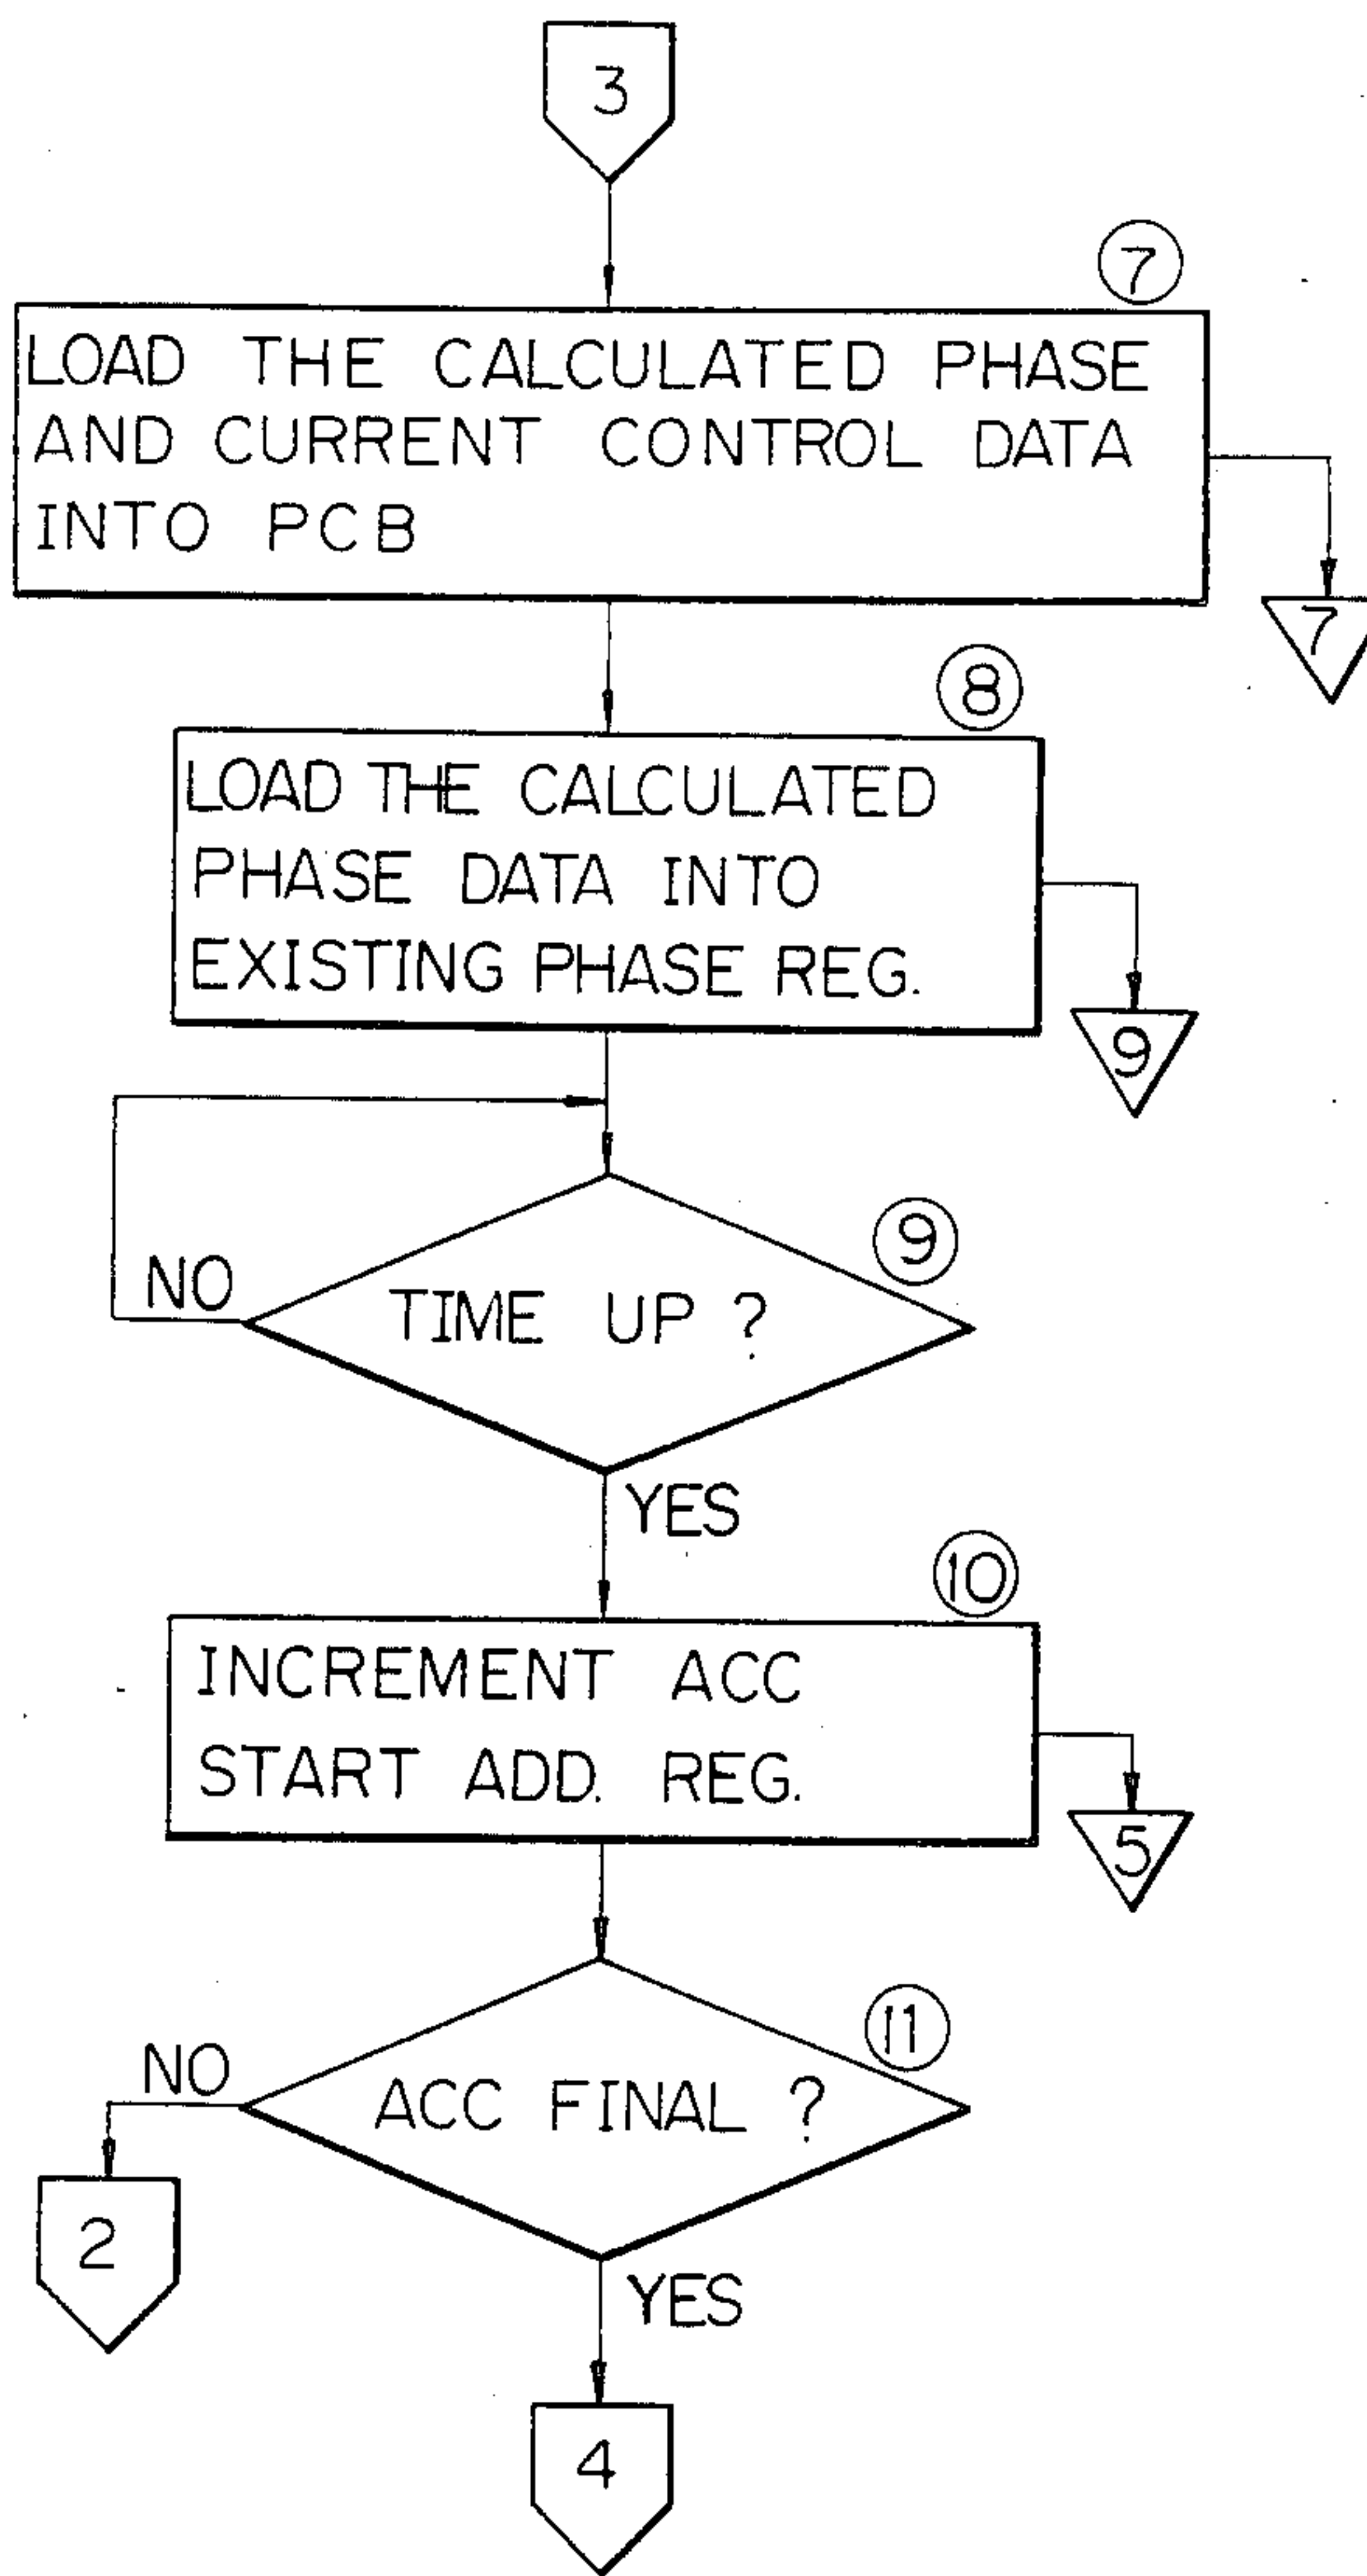 3
7
LOAD THE CALCULATED PHASE
AND CURRENT CONTROL DATA
INTO PCB
7
8
LOAD THE CALCULATED
PHASE DATA INTO
EXISTING PHASE REG.
9
9
NO
TIME UP ?
YES
10
INCREMENT ACC
START ADD. REG.
5
11
NO
ACC FINAL ?
2
YES
4